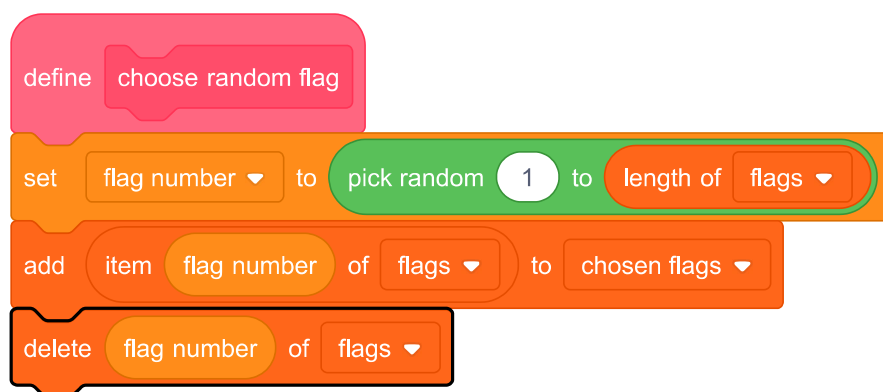 define choose random flag
set flag number to pick random 1 to length of flags
add item flag number of flags to chosen flags
delete flag number of flags